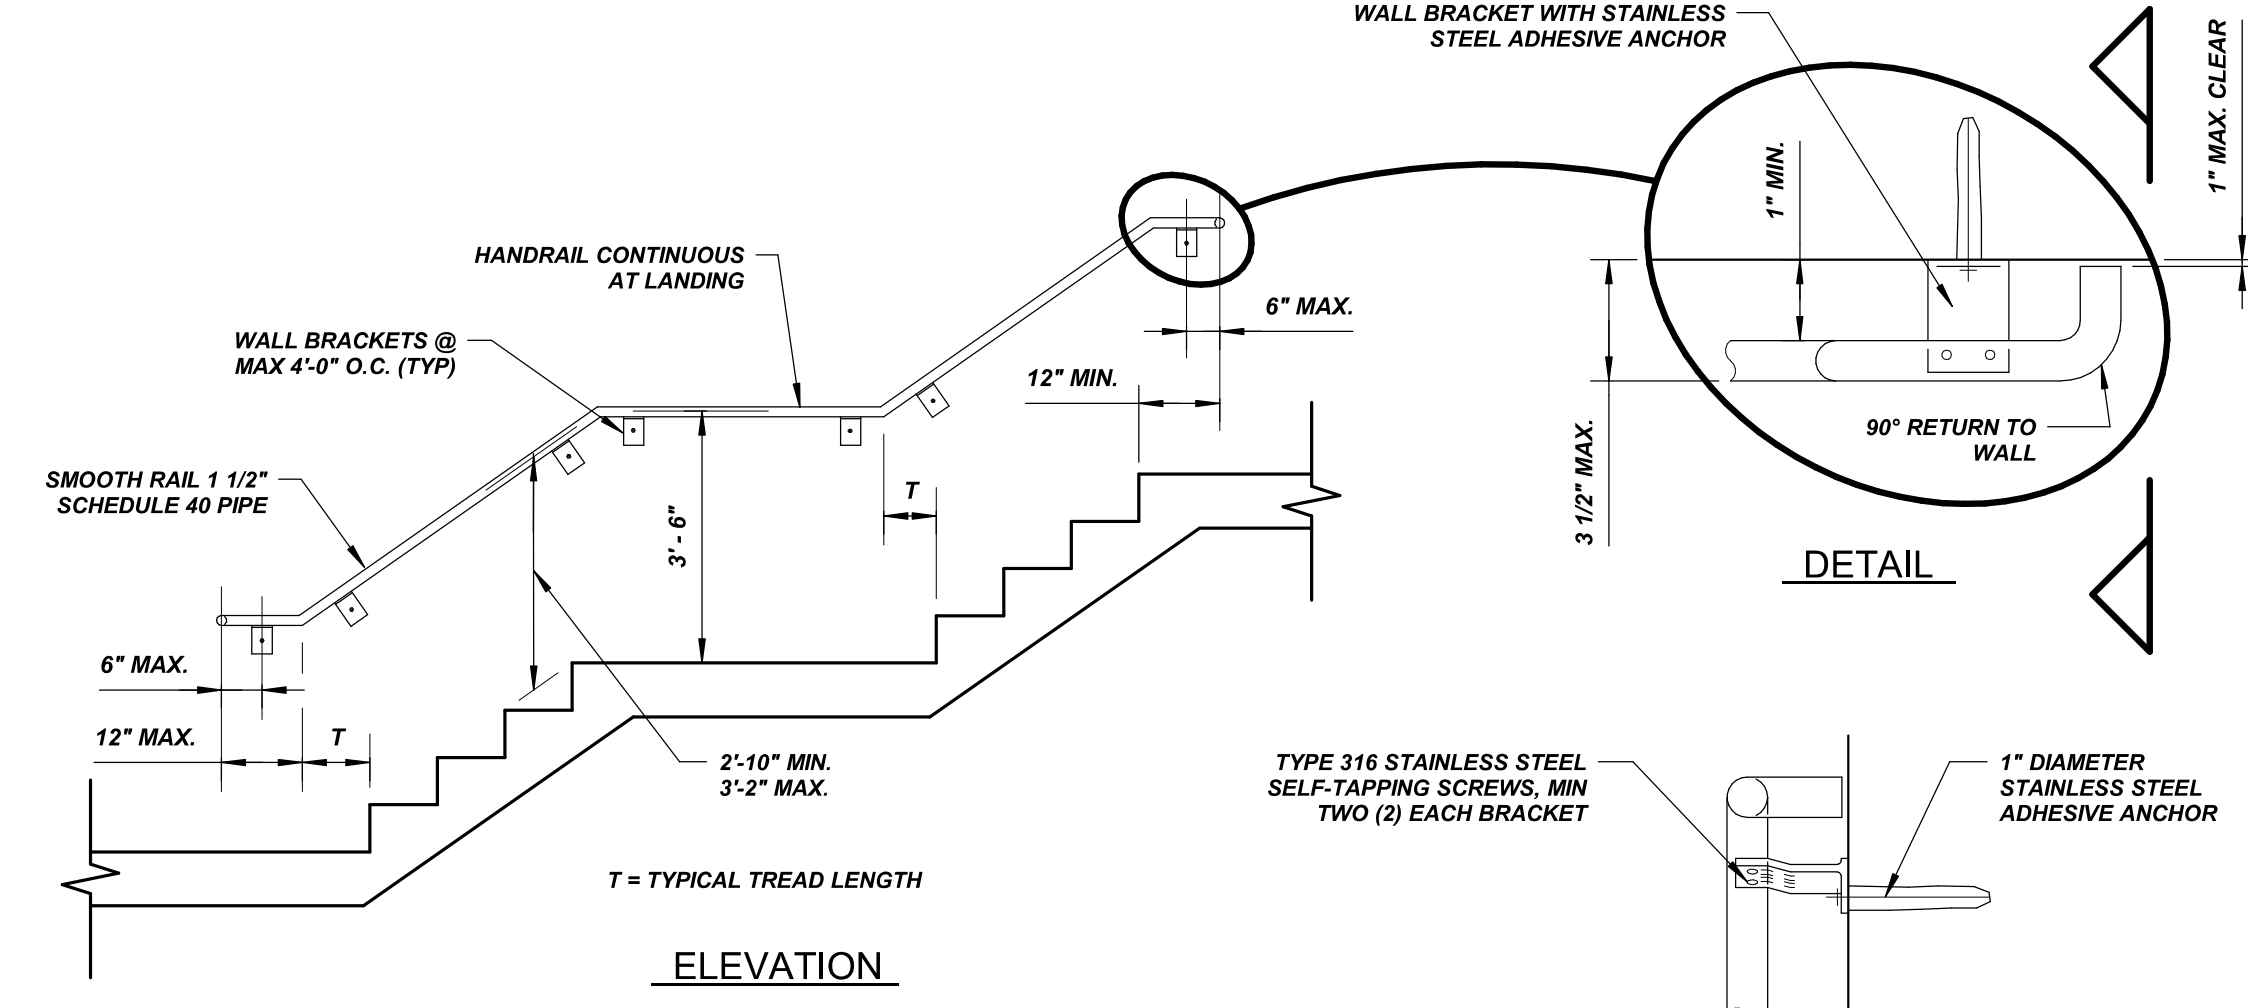 WALL BRACKET WITH STAINLESS
STEEL ADHESIVE ANCHOR
1" MAX. CLEAR
1" MIN.
HANDRAIL CONTINUOUS
AT LANDING
6" MAX.
WALL BRACKETS @
MAX 4'-0" O.C. (TYP)
12" MIN.
90° RETURN TO
WALL
3 1/2" MAX.
SMOOTH RAIL 1 1/2"
SCHEDULE 40 PIPE
T
3' - 6"
DETAIL
6" MAX.
12" MAX.
T
2'-10" MIN.
3'-2" MAX.
TYPE 316 STAINLESS STEEL
SELF-TAPPING SCREWS, MIN
TWO (2) EACH BRACKET
1" DIAMETER
STAINLESS STEEL
ADHESIVE ANCHOR
T = TYPICAL TREAD LENGTH
ELEVATION